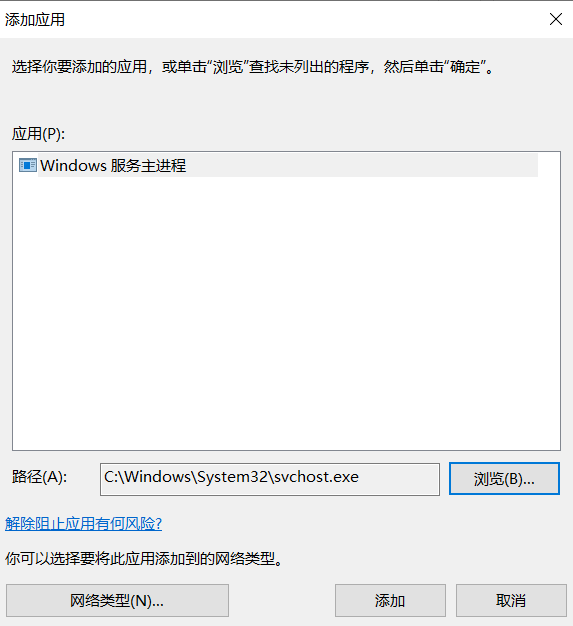 添加应用
选择你要添加的应用，或单击“浏览”查找未列出的程序，然后单击“确定”。
应用(P):
Windows 服务主进程
路径(A):
C:\Windows\System32\svchost.exe
浏览(B)...
解除阻止应用有何风险?
你可以选择要将此应用添加到的网络类型。
网络类型(N)...
添加
取消